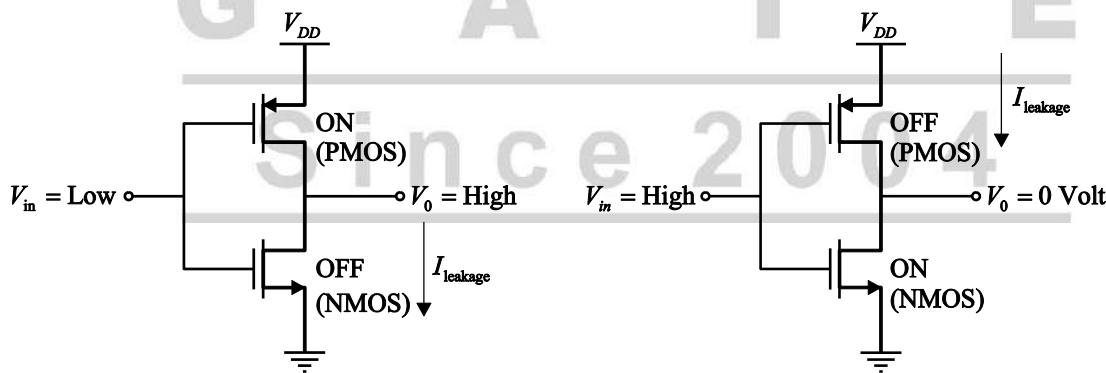 G A T E
V_DD
V_DD
I_leakage
ON
(PMOS)
OFF
(PMOS)
Since 2004
V_in = Low
V_0 = High
V_in = High
V_0 = 0 Volt
OFF
(NMOS)
I_leakage
ON
(NMOS)